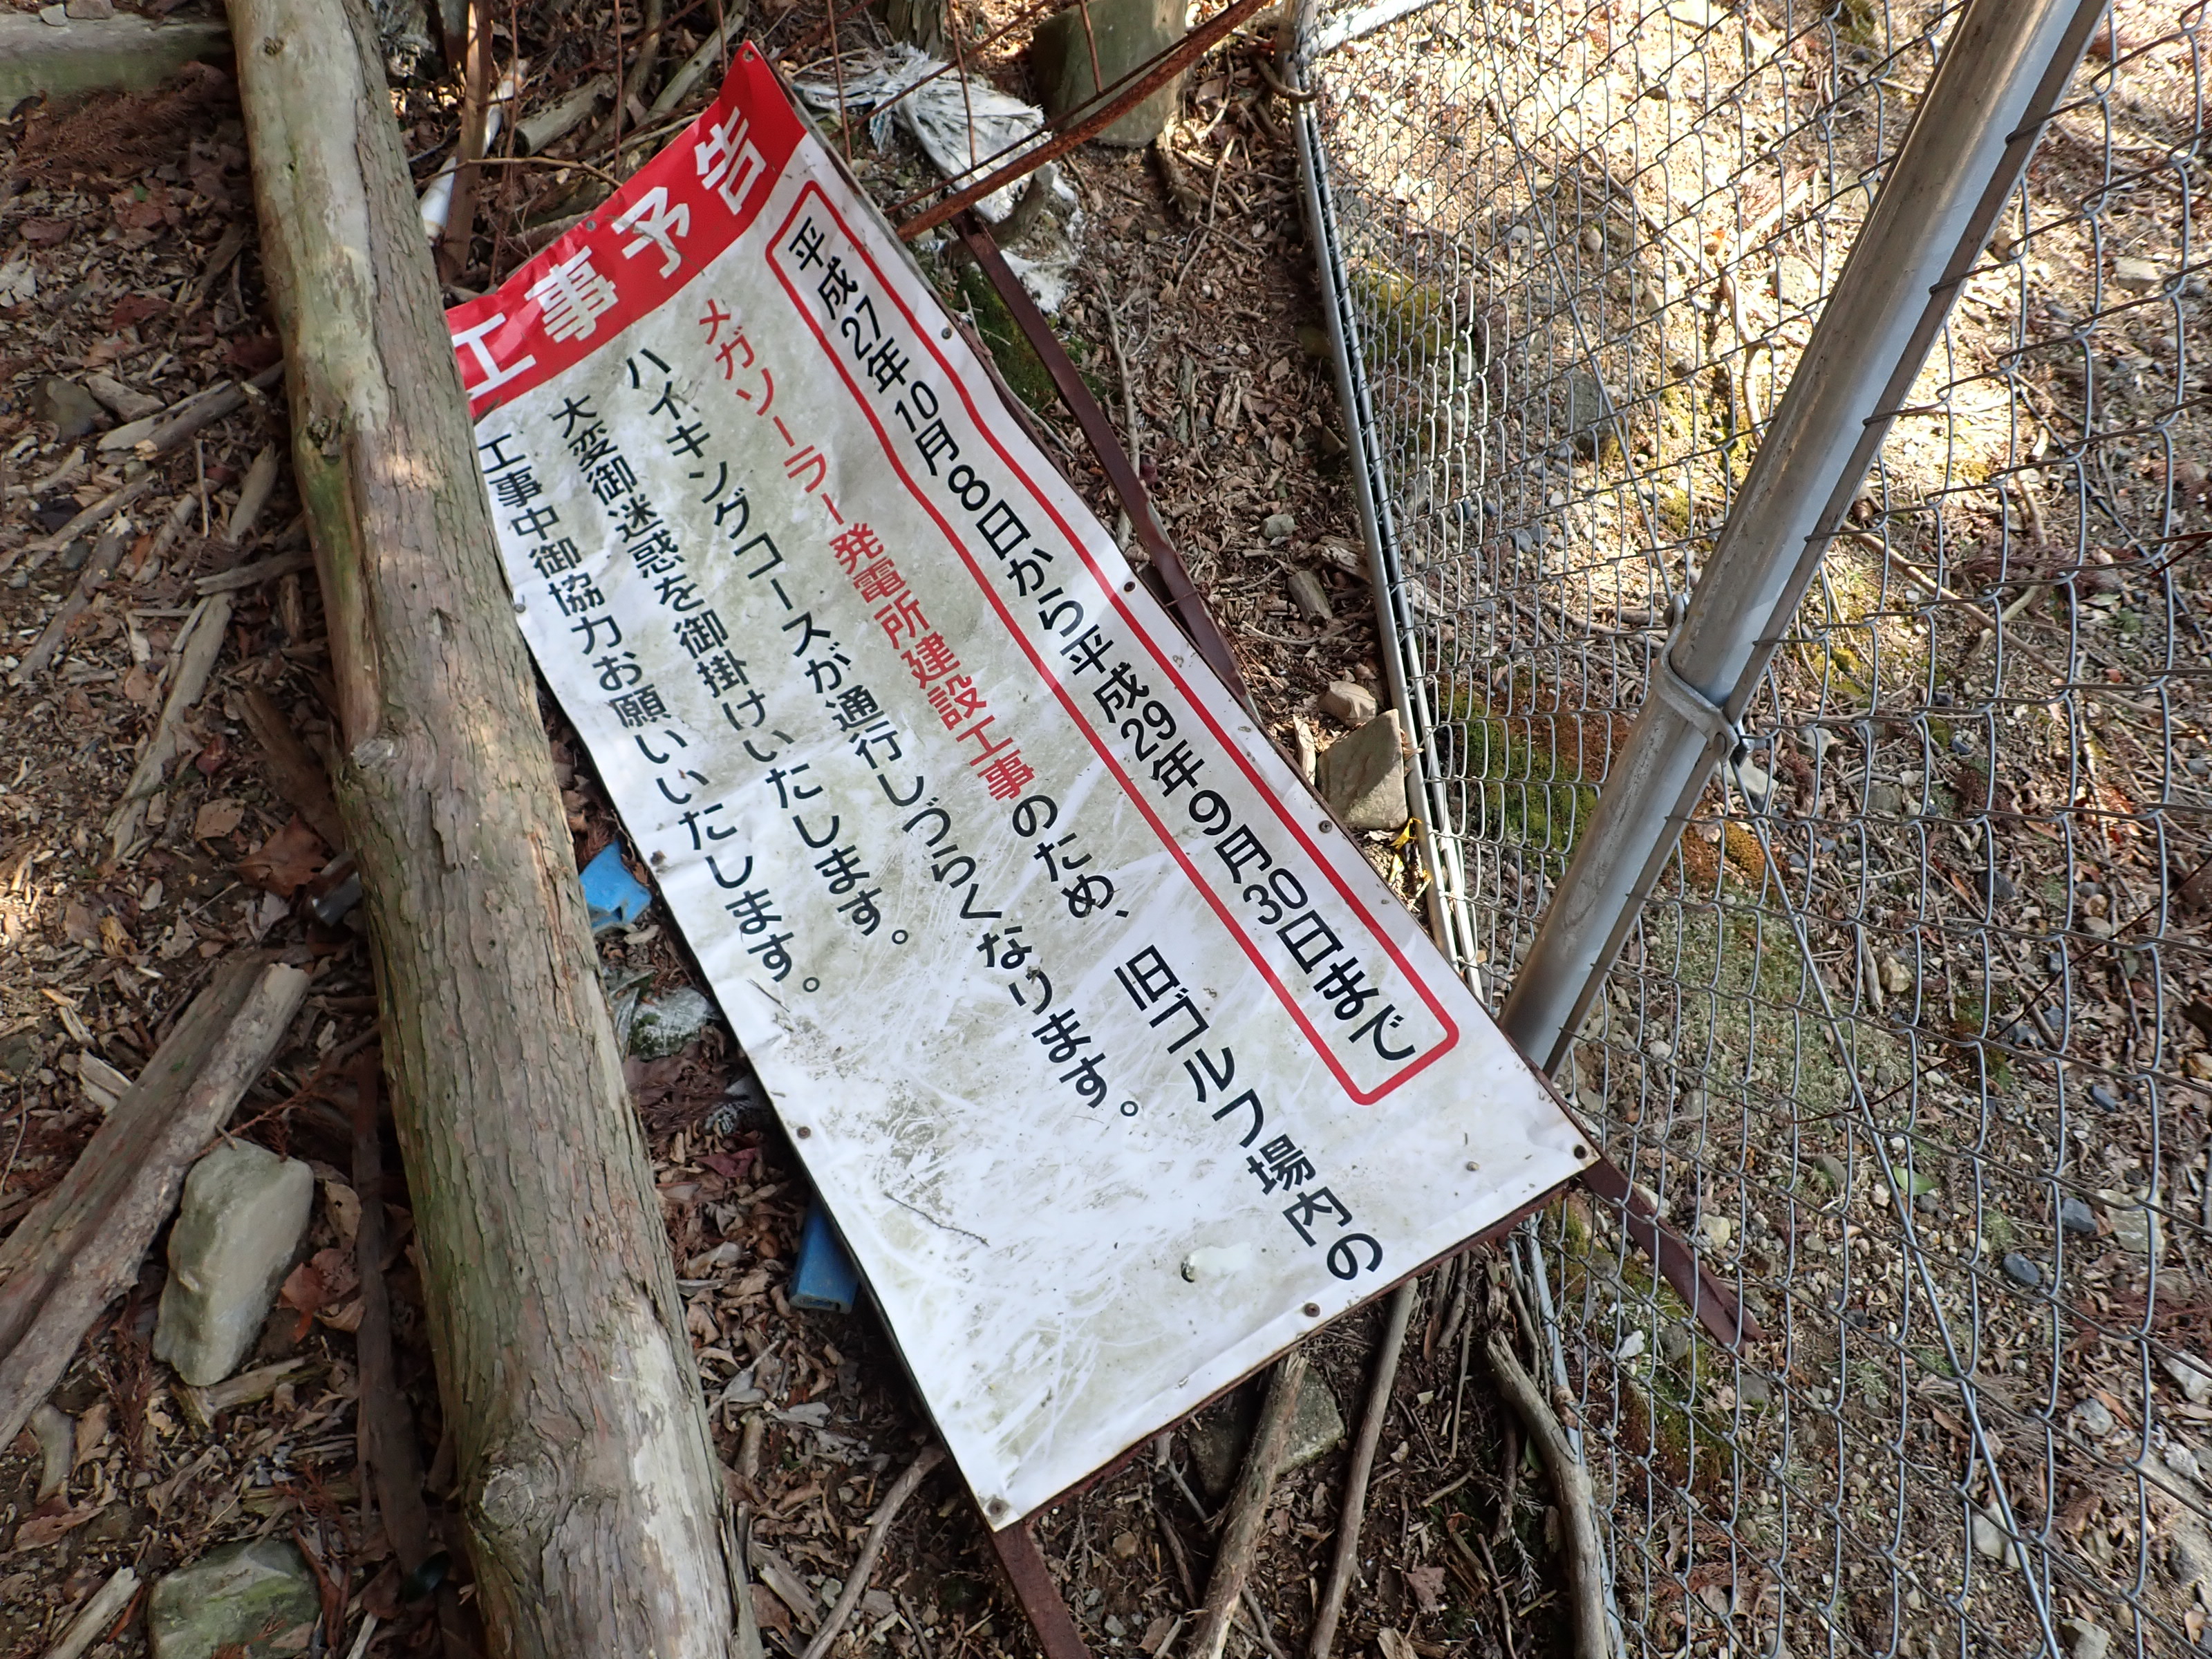 工事予告
平成27年10月8日から平成29年9月30日まで
メガソーラー発電所建設工事のため、旧ゴルフ場内の
ハイキングコースが通行しづらくなります。
大変御迷惑を御掛けいたします。
工事中御協力お願いいたします。